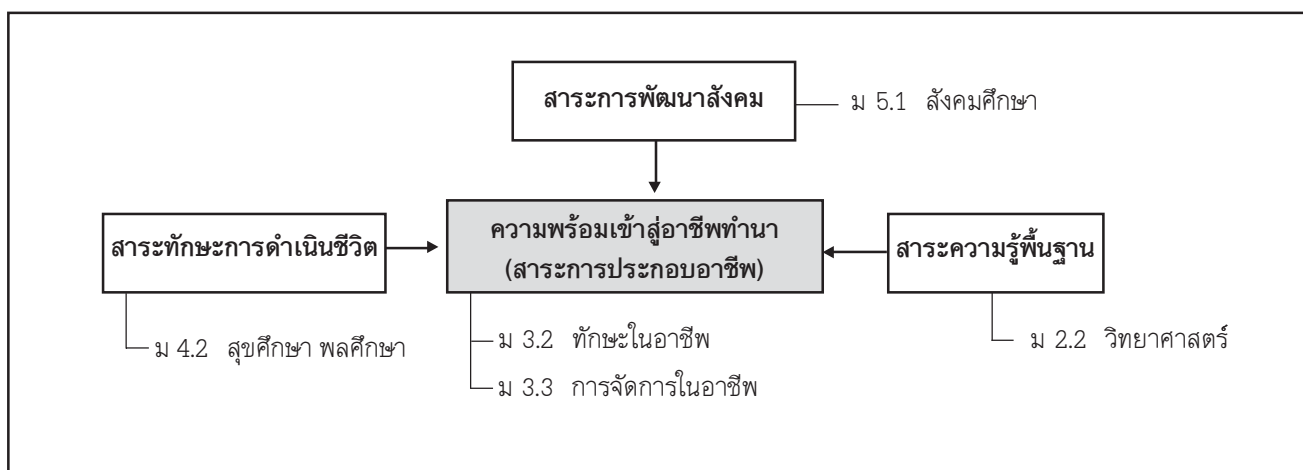 สาระการพัฒนาสังคม
ม 5.1 สังคมศึกษา
สาระทักษะการดำเนินชีวิต
ม 4.2 สุขศึกษา พลศึกษา
ความพร้อมเข้าสู่อาชีพทำนา
(สาระการประกอบอาชีพ)
ม 3.2 ทักษะในอาชีพ
ม 3.3 การจัดการในอาชีพ
สาระความรู้พื้นฐาน
ม 2.2 วิทยาศาสตร์